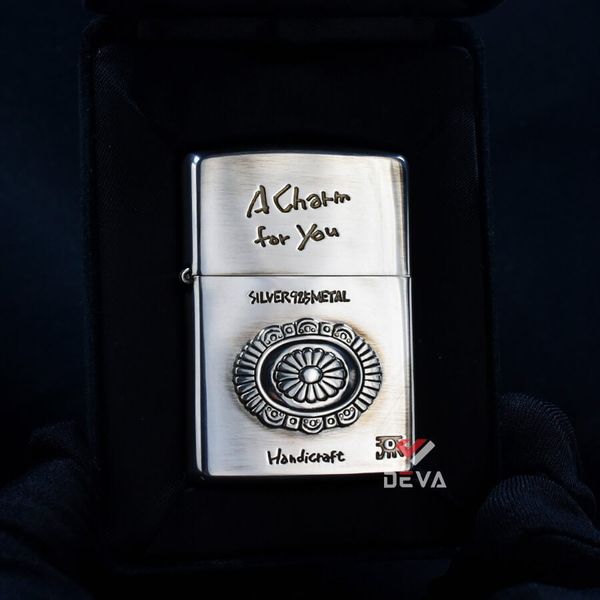 A Charm
for You
SILVER925METAL
Handicraft
DEVA